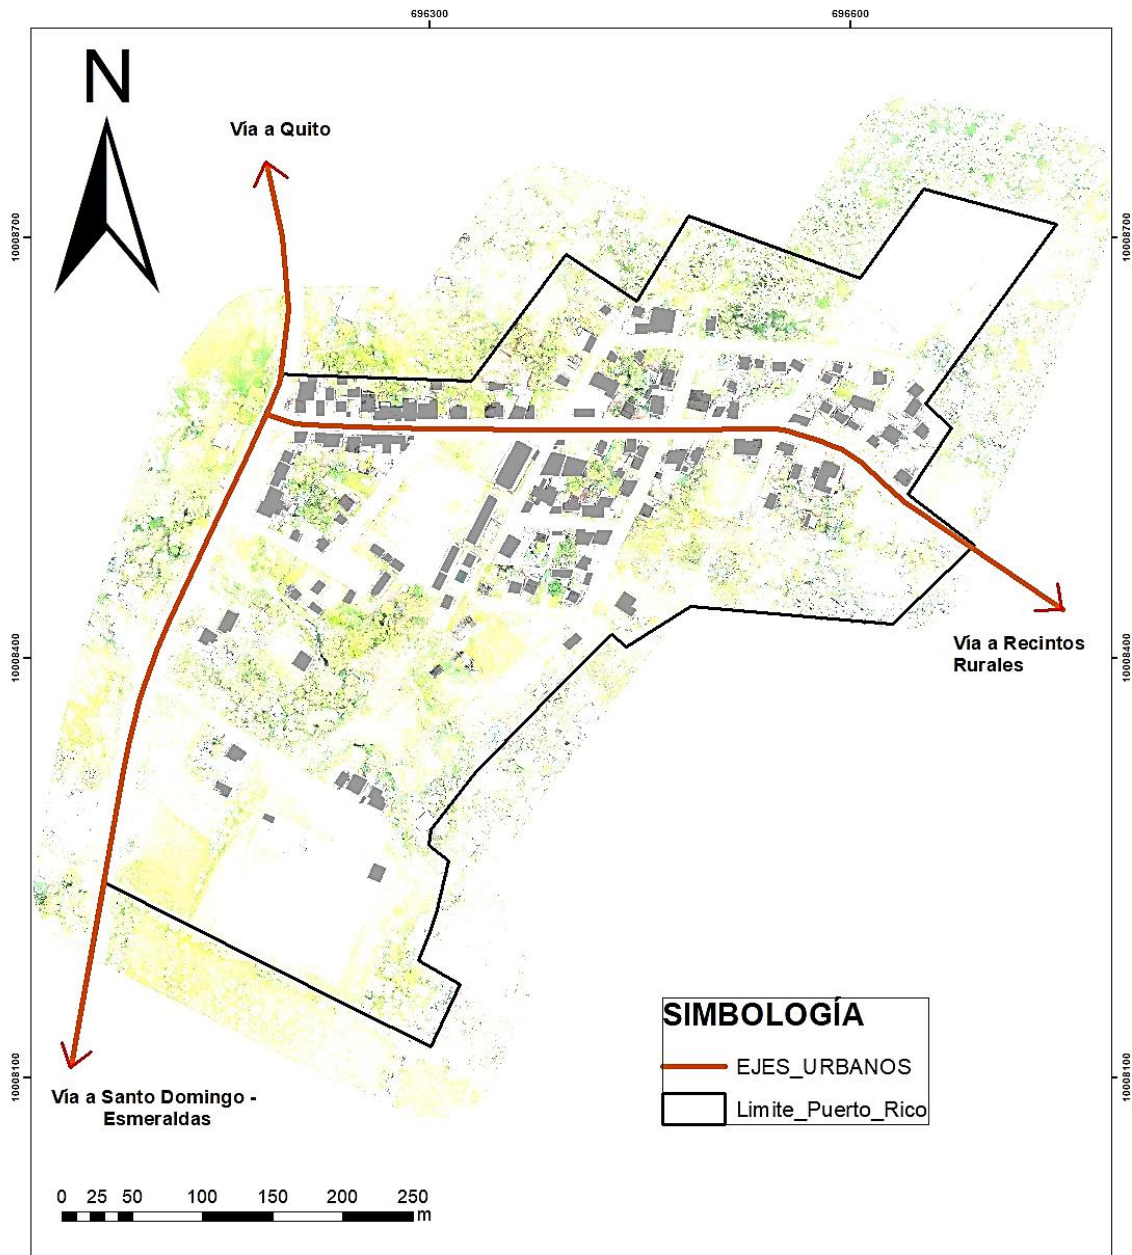 696300
696600
N
Vía a Quito
10008700
10008700
10008400
10008400
Vía a Recintos
Rurales
SIMBOLOGÍA
EJES_URBANOS
Limite_Puerto_Rico
10008100
10008100
Vía a Santo Domingo -
Esmeraldas
0 25 50 100 150 200 250
m